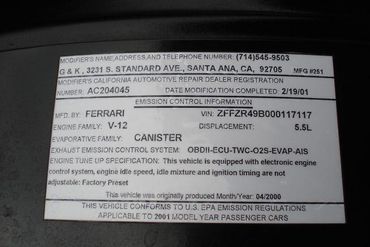 MODIFIER'S NAME,ADDRESS,AND TELEPHONE NUMBER: (714)545-9503
G & K , 3231 S. STANDARD AVE., SANTA ANA, CA, 92705 MFG #251
MODIFIER'S CALIFORNIA AUTOMOTIVE REPAIR DEALER REGISTRATION
NUMBER: AC204045 DATE MODIFICATION COMPLETED: 2/19/01
EMISSION CONTROL INFORMATION
MFD. BY: FERRARI VIN: ZFFZR49B000117117
ENGINE FAMILY: V-12 DISPLACEMENT: 5.5L
EVAPORATIVE FAMILY: CANISTER
EXHAUST EMISSION CONTROL SYSTEM: OBDII-ECU-TWC-O2S-EVAP-AIS
ENGINE TUNE UP SPECIFICATION: This vehicle is equipped with electronic engine
control system, engine idle speed, idle mixture and ignition timing are not
adjustable: Factory Preset
This vehicle was originally produced Month/Year: 04/2000
THIS VEHICLE CONFORMS TO U.S. EPA EMISSION REGULATIONS
APPLICABLE TO 2001 MODEL YEAR PASSENGER CARS